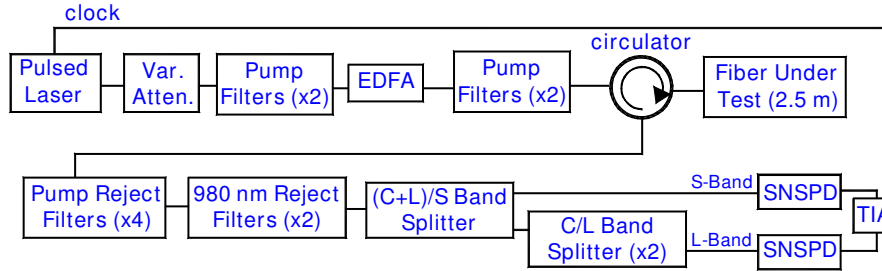 clock
circulator
Pulsed
Laser
Var.
Atten.
Pump
Filters (x2)
EDFA
Pump
Filters (x2)
Fiber Under
Test (2.5 m)
Pump Reject
Filters (x4)
980 nm Reject
Filters (x2)
(C+L)/S Band
Splitter
S-Band
SNSPD
TIA
C/L Band
Splitter (x2)
L-Band
SNSPD